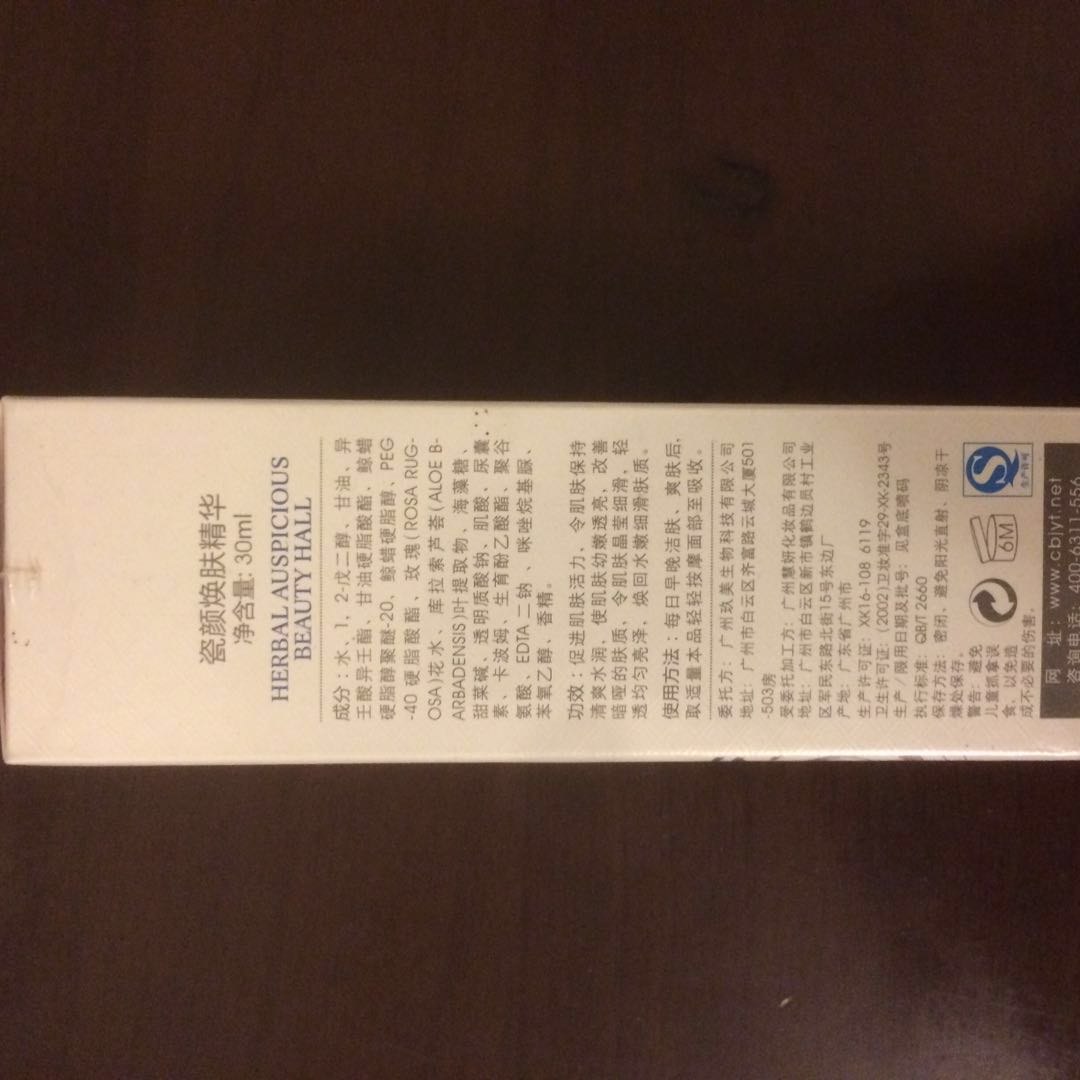 瓷颜焕肤精华
净含量: 30ml
HERBAL AUSPICIOUS
BEAUTY HALL
成分：水、1，2-戊二醇、甘油、异
壬酸异壬酯、甘油硬脂酸酯、鲸蜡
硬脂醇聚醚-20、鲸蜡硬脂醇、PEG
-40 硬脂酸酯、玫瑰(ROSA RUG-
OSA)花水、库拉索芦荟(ALOE B-
ARBADENSIS)叶提取物、海藻糖、
甜菜碱、透明质酸钠、肌酸、尿囊
素、卡波姆、生育酚乙酸酯、聚谷
氨酸、EDTA 二钠、咪唑烷基脲、
苯氧乙醇、香精。
功效：促进肌肤活力、令肌肤保持
清爽水润，使肌肤幼嫩透亮，改善
暗哑的肤质，令肌肤晶莹细滑，轻
透均匀亮泽，焕回水嫩细滑肤质。
使用方法：每日早晚洁肤、爽肤后，
取适量本品轻轻按摩面部至吸收。
委托方：广州玖美生物科技有限公司
地址：广州市白云区齐富路云城大厦501
-503房
受委托加工方：广州慧妍化妆品有限公司
地址：广州市白云区新市镇鹤边员村工业
区军民东路北街15号东边厂
产地：广东省广州市
生产许可证：XK16-108 6119
卫生许可证：(2002)卫妆准字29-XK-2343号
生产/限用日期及批号：见盒底喷码
执行标准：QB/T 2660
保存方法：密闭、避免阳光直射，阴凉干
燥处保存。
警告：避免
儿童抓拿误
食，以免造
成不必要的伤害。
6M
生产许可
网 址：www.cbjyl.net
咨询电话：400-6311-556